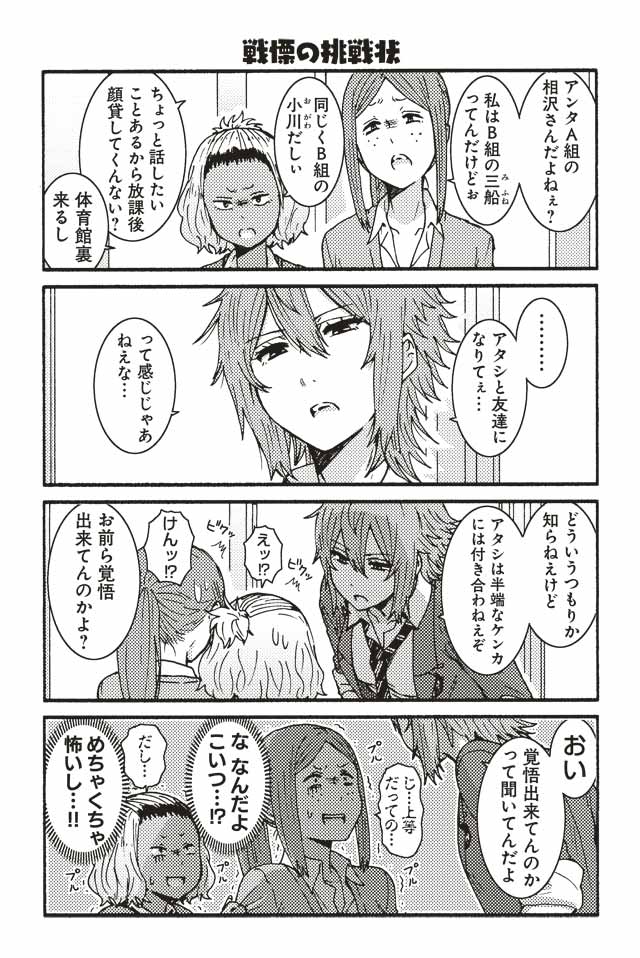 戦慄の挑戦状
アンタA組の
相沢さんだよねぇ?
私はB組の三船
みふね
ってんだけどぉ
同じくB組の
小川だしぃ
おがわ
ちょっと話したい
ことあるから放課後
顔貸してくんない?
体育館裏
来るし
………
アタシと友達に
なりてぇ…
って感じじゃあ
ねえな…
どういうつもりか
知らねえけど
アタシは半端なケンカ
には付き合わねえぞ
えッ!?
ビクッ
ビクッ
けんッ!?
お前ら覚悟
出来てんのかよ?
おい
覚悟出来てんのか
って聞いてんだよ
じ…上等
だっての…
プル
プル
な なんだよ
こいつ…!?
だし…
めちゃくちゃ
怖いし…!!
プル
プル